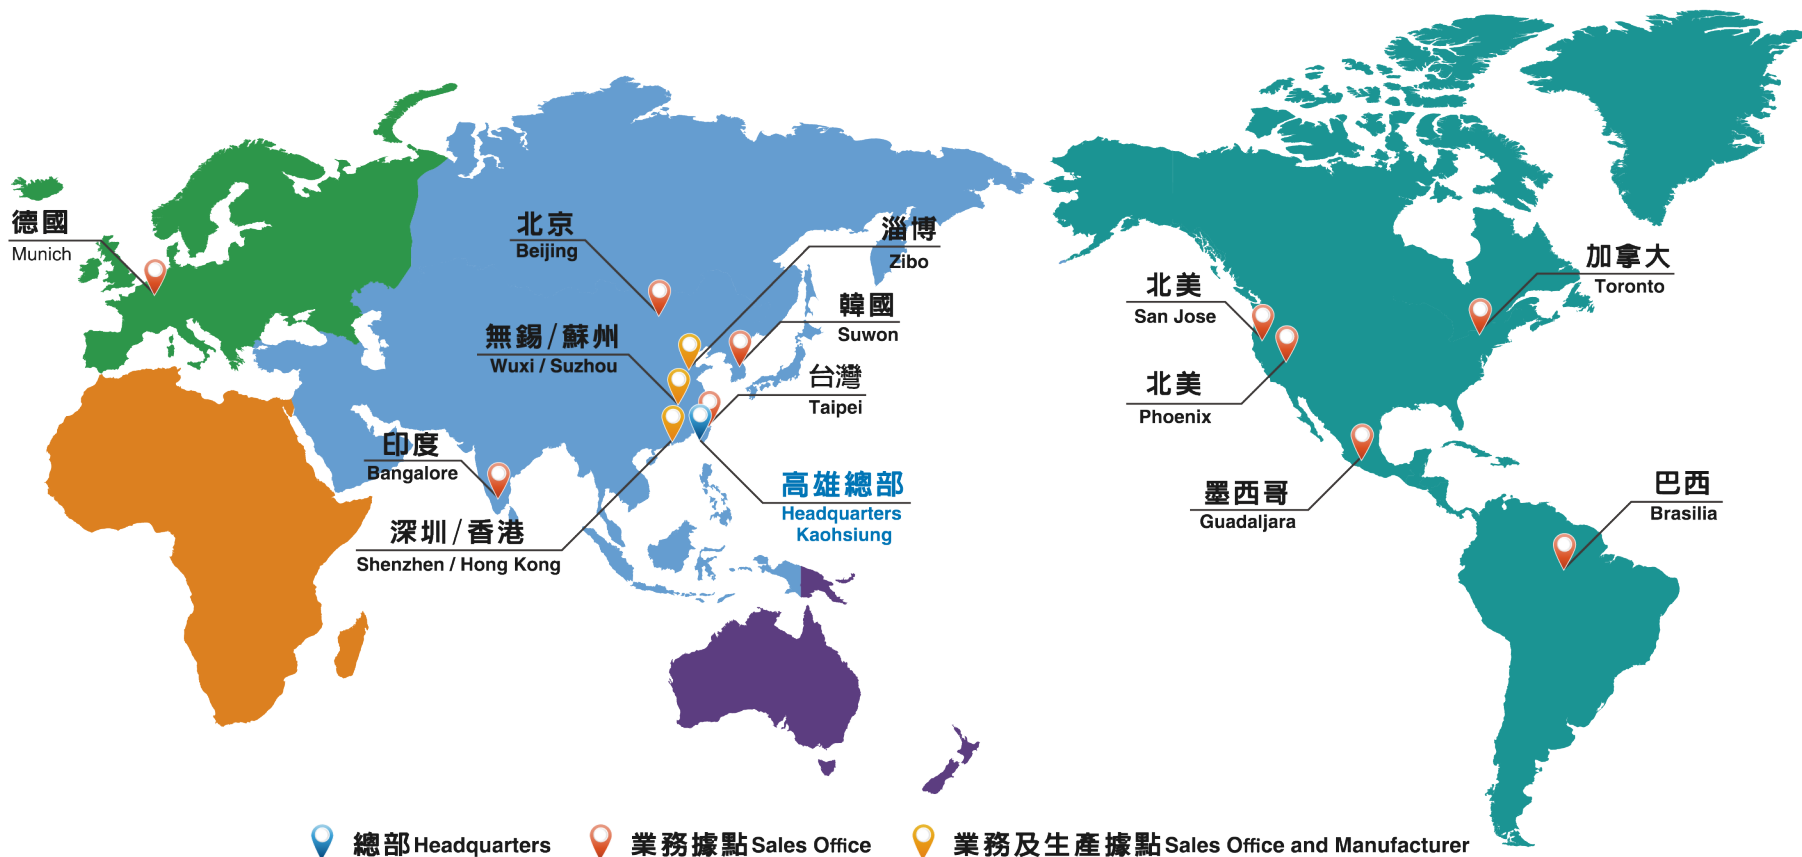 德國
Munich
北京
Beijing
淄博
Zibo
韓國
Suwon
無錫/蘇州
Wuxi / Suzhou
台灣
Taipei
印度
Bangalore
高雄總部
Headquarters
Kaohsiung
深圳/香港
Shenzhen / Hong Kong
加拿大
Toronto
北美
San Jose
北美
Phoenix
墨西哥
Guadaljara
巴西
Brasilia
總部 Headquarters
業務據點 Sales Office
業務及生產據點 Sales Office and Manufacturer